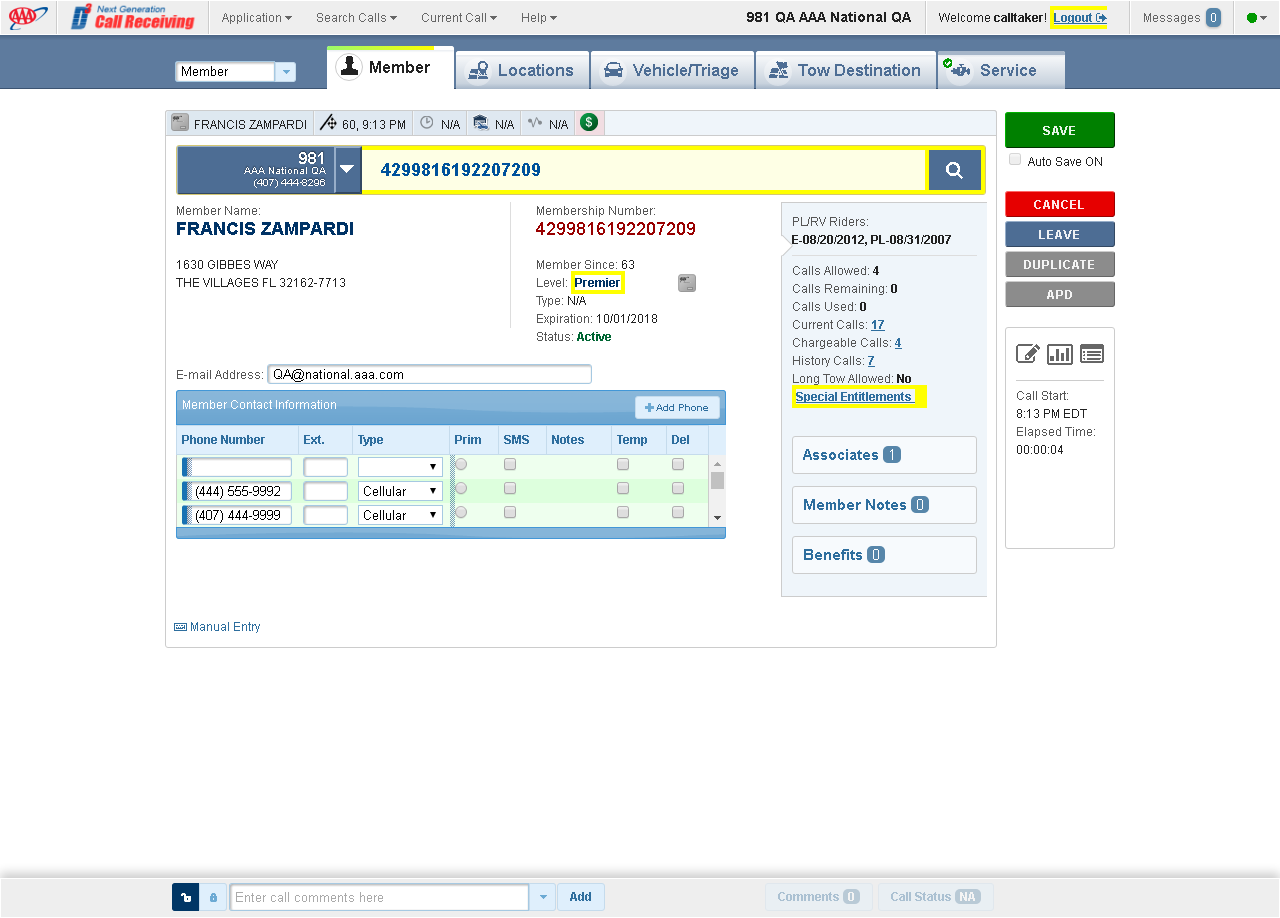 AAA
Next Generation
Call Receiving
Application
Search Calls
Current Call
Help
981 QA AAA National QA
Welcome calltaker! Logout
Messages 0
Member
Member
Locations
Vehicle/Triage
Tow Destination
Service
FRANCIS ZAMPARDI
60, 9:13 PM
N/A
N/A
N/A
$
981
AAA National QA
(407) 444-8296
4299816192207209
Member Name:
FRANCIS ZAMPARDI
1630 GIBBES WAY
THE VILLAGES FL 32162-7713
Membership Number:
4299816192207209
Member Since: 63
Level: Premier
Type: N/A
Expiration: 10/01/2018
Status: Active
PL/RV Riders:
E-08/20/2012, PL-08/31/2007
Calls Allowed: 4
Calls Remaining: 0
Calls Used: 0
Current Calls: 17
Chargeable Calls: 4
History Calls: 7
Long Tow Allowed: No
Special Entitlements
Associates 1
Member Notes 0
Benefits 0
E-mail Address: QA@national.aaa.com
Member Contact Information
Add Phone
Phone Number Ext. Type Prim SMS Notes Temp Del
(444) 555-9992 Cellular
(407) 444-9999 Cellular
Manual Entry
SAVE
Auto Save ON
CANCEL
LEAVE
DUPLICATE
APD
Call Start:
8:13 PM EDT
Elapsed Time:
00:00:04
Enter call comments here
Add
Comments 0
Call Status NA